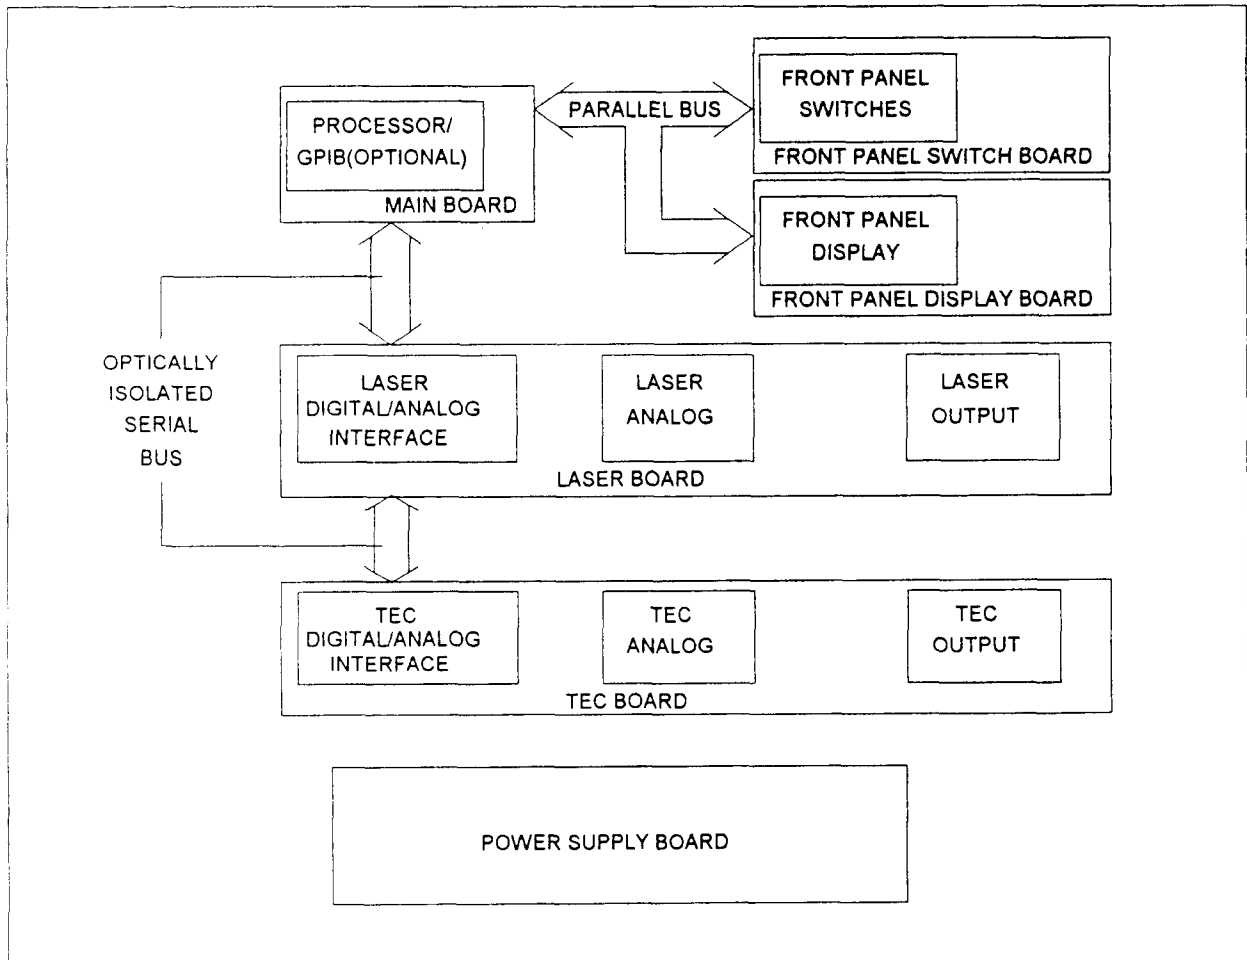 FRONT PANEL
SWITCHES
FRONT PANEL SWITCH BOARD
PARALLEL BUS
PROCESSOR/
GPIB(OPTIONAL)
MAIN BOARD
FRONT PANEL
DISPLAY
FRONT PANEL DISPLAY BOARD
OPTICALLY
ISOLATED
SERIAL
BUS
LASER
DIGITAL/ANALOG
INTERFACE
LASER
ANALOG
LASER
OUTPUT
LASER BOARD
TEC
DIGITAL/ANALOG
INTERFACE
TEC
ANALOG
TEC
OUTPUT
TEC BOARD
POWER SUPPLY BOARD